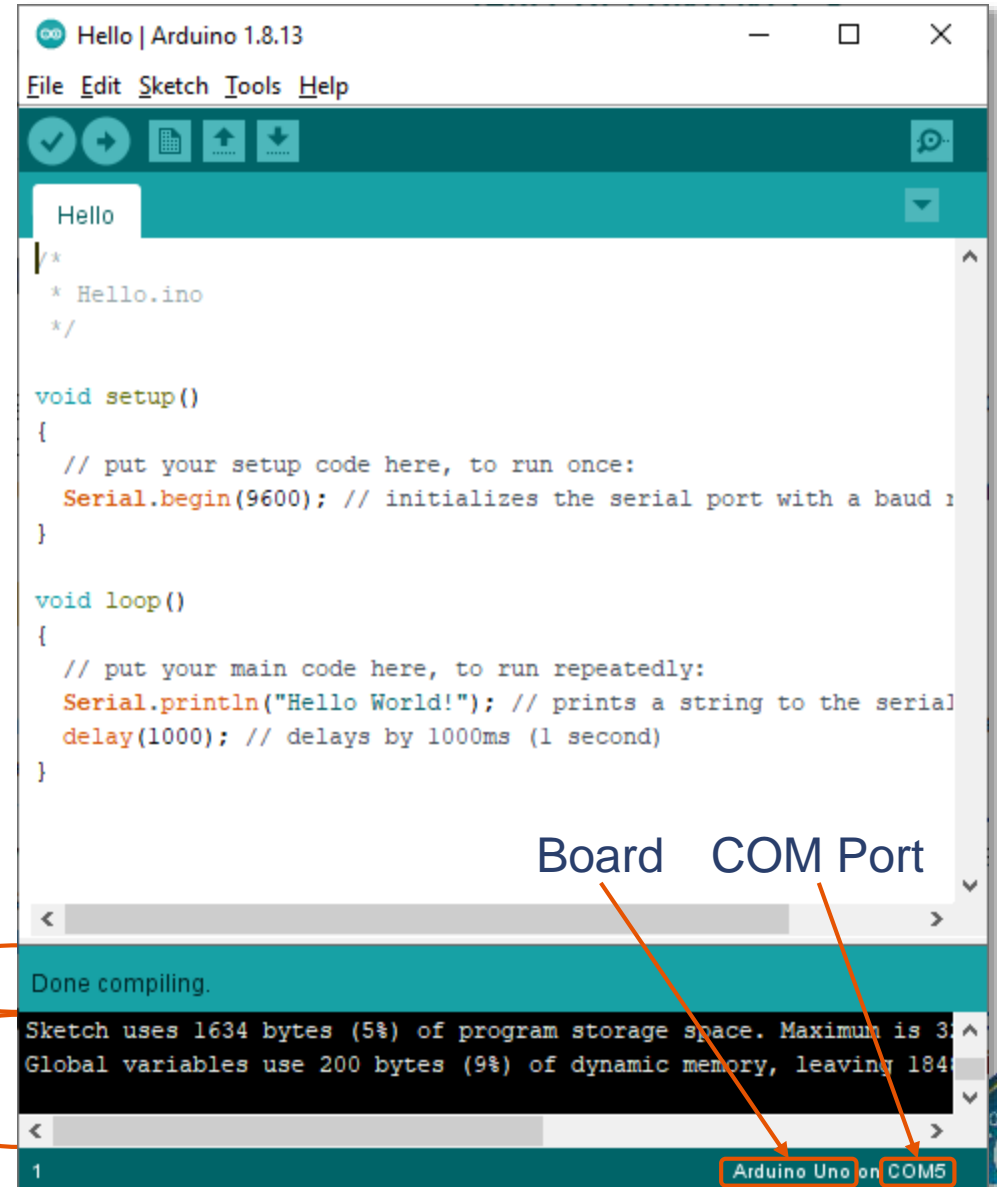 Hello | Arduino 1.8.13
File Edit Sketch Tools Help
Hello
/*
 * Hello.ino
 */
void setup()
{
  // put your setup code here, to run once:
  Serial.begin(9600); // initializes the serial port with a baud
}
void loop()
{
  // put your main code here, to run repeatedly:
  Serial.println("Hello World!"); // prints a string to the serial
  delay(1000); // delays by 1000ms (1 second)
}
Board COM Port
Done compiling.
Sketch uses 1634 bytes (5%) of program storage space. Maximum is
Global variables use 200 bytes (9%) of dynamic memory, leaving 184
1 Arduino Uno on COM5